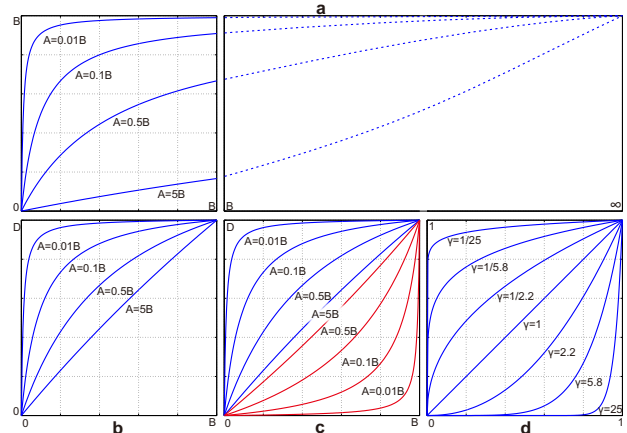 a
B
A=0.01B
A=0.1B
A=0.5B
A=5B
0
B
B
∞
D
A=0.01B
A=0.1B
A=0.5B
A=5B
0
0
B
b
D
A=0.01B
A=0.1B
A=0.5B
A=5B
A=0.5B
A=0.1B
A=0.01B
0
B
c
1
γ=1/25
γ=1/5.8
γ=1/2.2
γ=1
γ=2.2
γ=5.8
γ=25
0
1
d